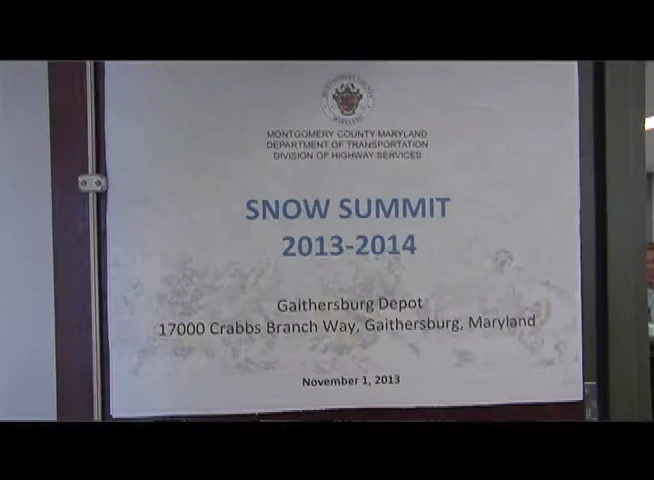 MONTGOMERY COUNTY MARYLAND
DEPARTMENT OF TRANSPORTATION
DIVISION OF HIGHWAY SERVICES
SNOW SUMMIT
2013-2014
Gaithersburg Depot
17000 Crabbs Branch Way, Gaithersburg, Maryland
November 1, 2013